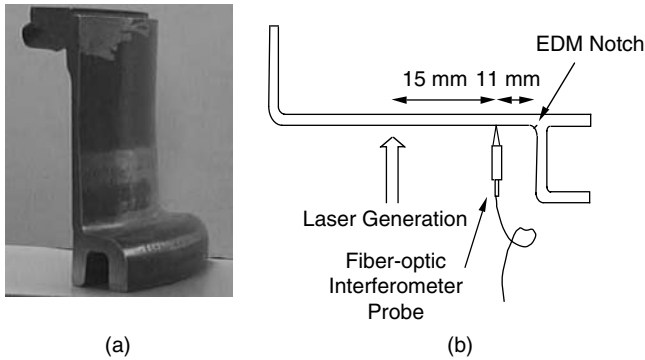 EDM Notch
15 mm 11 mm
Laser Generation
Fiber-optic
Interferometer
Probe
(a)
(b)